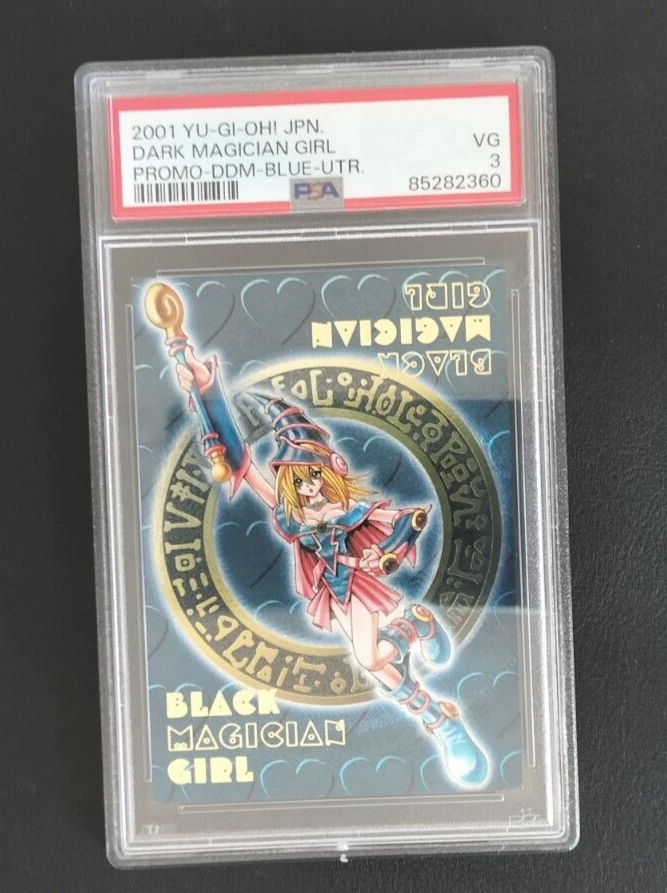 2001 YU-GI-OH! JPN.
DARK MAGICIAN GIRL
PROMO-DDM-BLUE-UTR.
VG
3
PSA
85282360
BLACK
MAGICIAN
GIRL
BLACK
MAGICIAN
GIRL